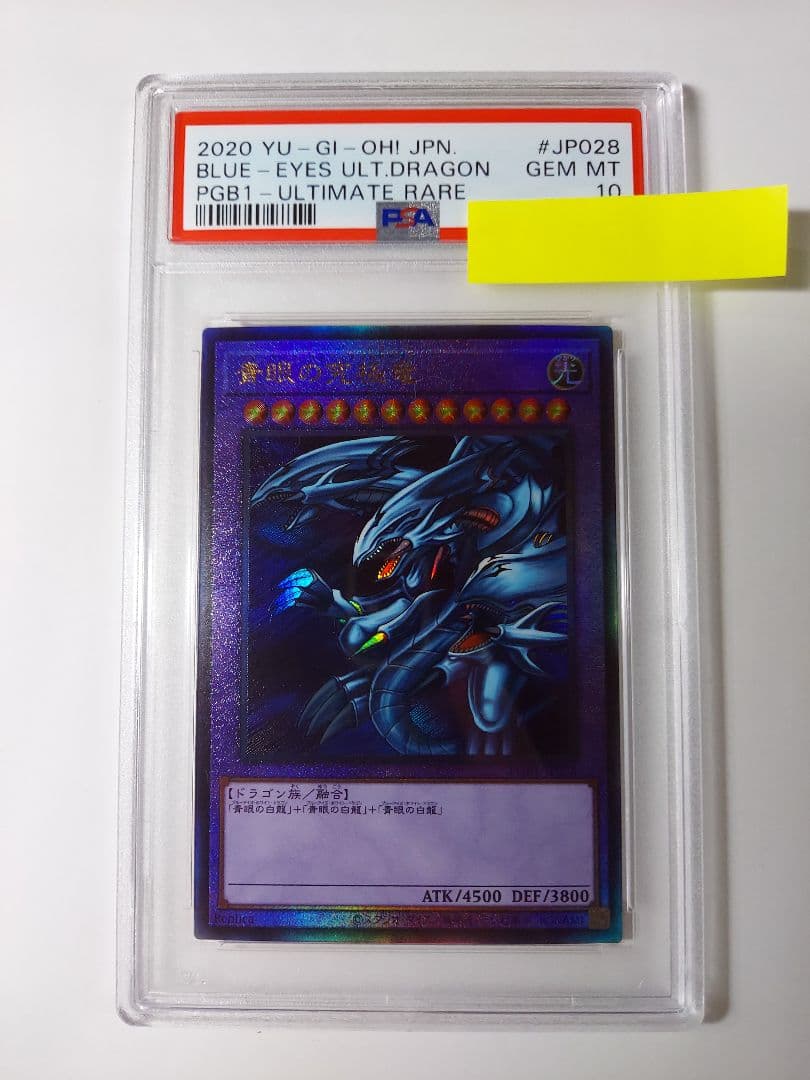 2020 YU-GI-OH! JPN. #JP028
BLUE-EYES ULT.DRAGON GEM MT
PGB1-ULTIMATE RARE 10
PSA
青眼の究極竜
光
【ドラゴン族／融合】
「青眼の白龍」+「青眼の白龍」+「青眼の白龍」
ATK/4500 DEF/3800
Replica